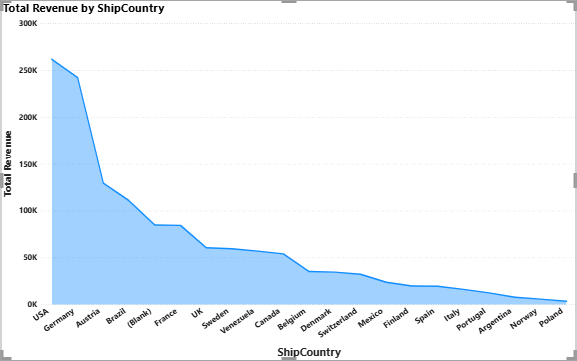 Total Revenue by ShipCountry
300K
250K
200K
150K
100K
50K
0K
Total Revenue
USA
Germany
Austria
Brazil
(Blank)
France
UK
Sweden
Venezuela
Canada
Belgium
Denmark
Switzerland
Mexico
Finland
Spain
Italy
Portugal
Argentina
Norway
Poland
ShipCountry